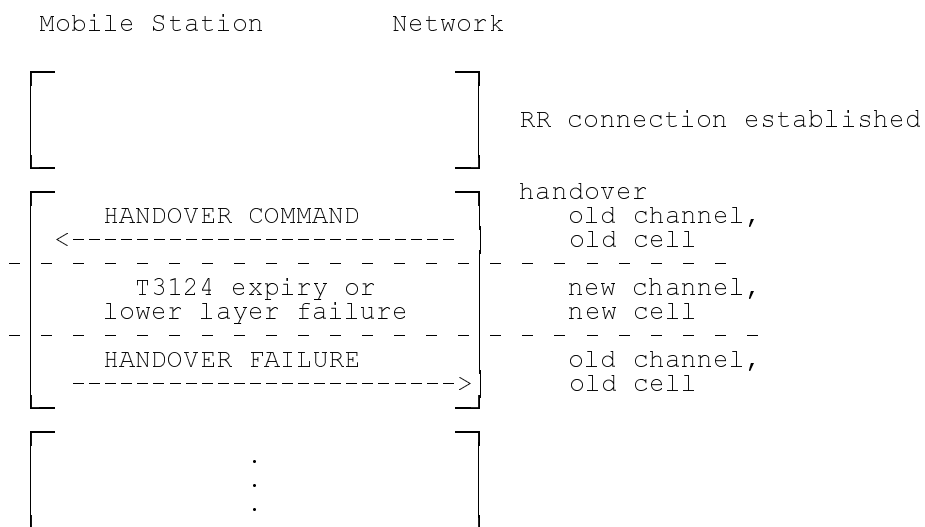 Mobile Station Network
RR connection established
handover
HANDOVER COMMAND old channel,
<------------------------ old cell
- - - - - - - - - - - - - - - - - - - - - - -
T3124 expiry or new channel,
lower layer failure new cell
- - - - - - - - - - - - - - - - - - - - - - - -
HANDOVER FAILURE old channel,
------------------------> old cell
.
.
.